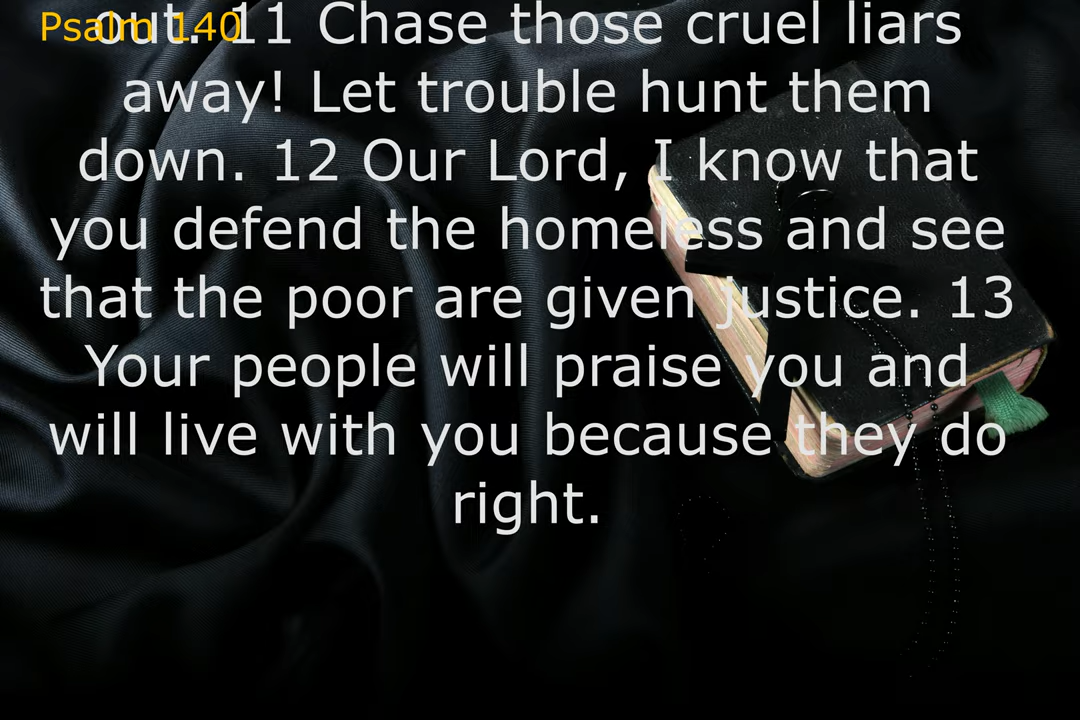 Psalm 140
out. 11 Chase those cruel liars
away! Let trouble hunt them
down. 12 Our Lord, I know that
you defend the homeless and see
that the poor are given justice. 13
Your people will praise you and
will live with you because they do
right.